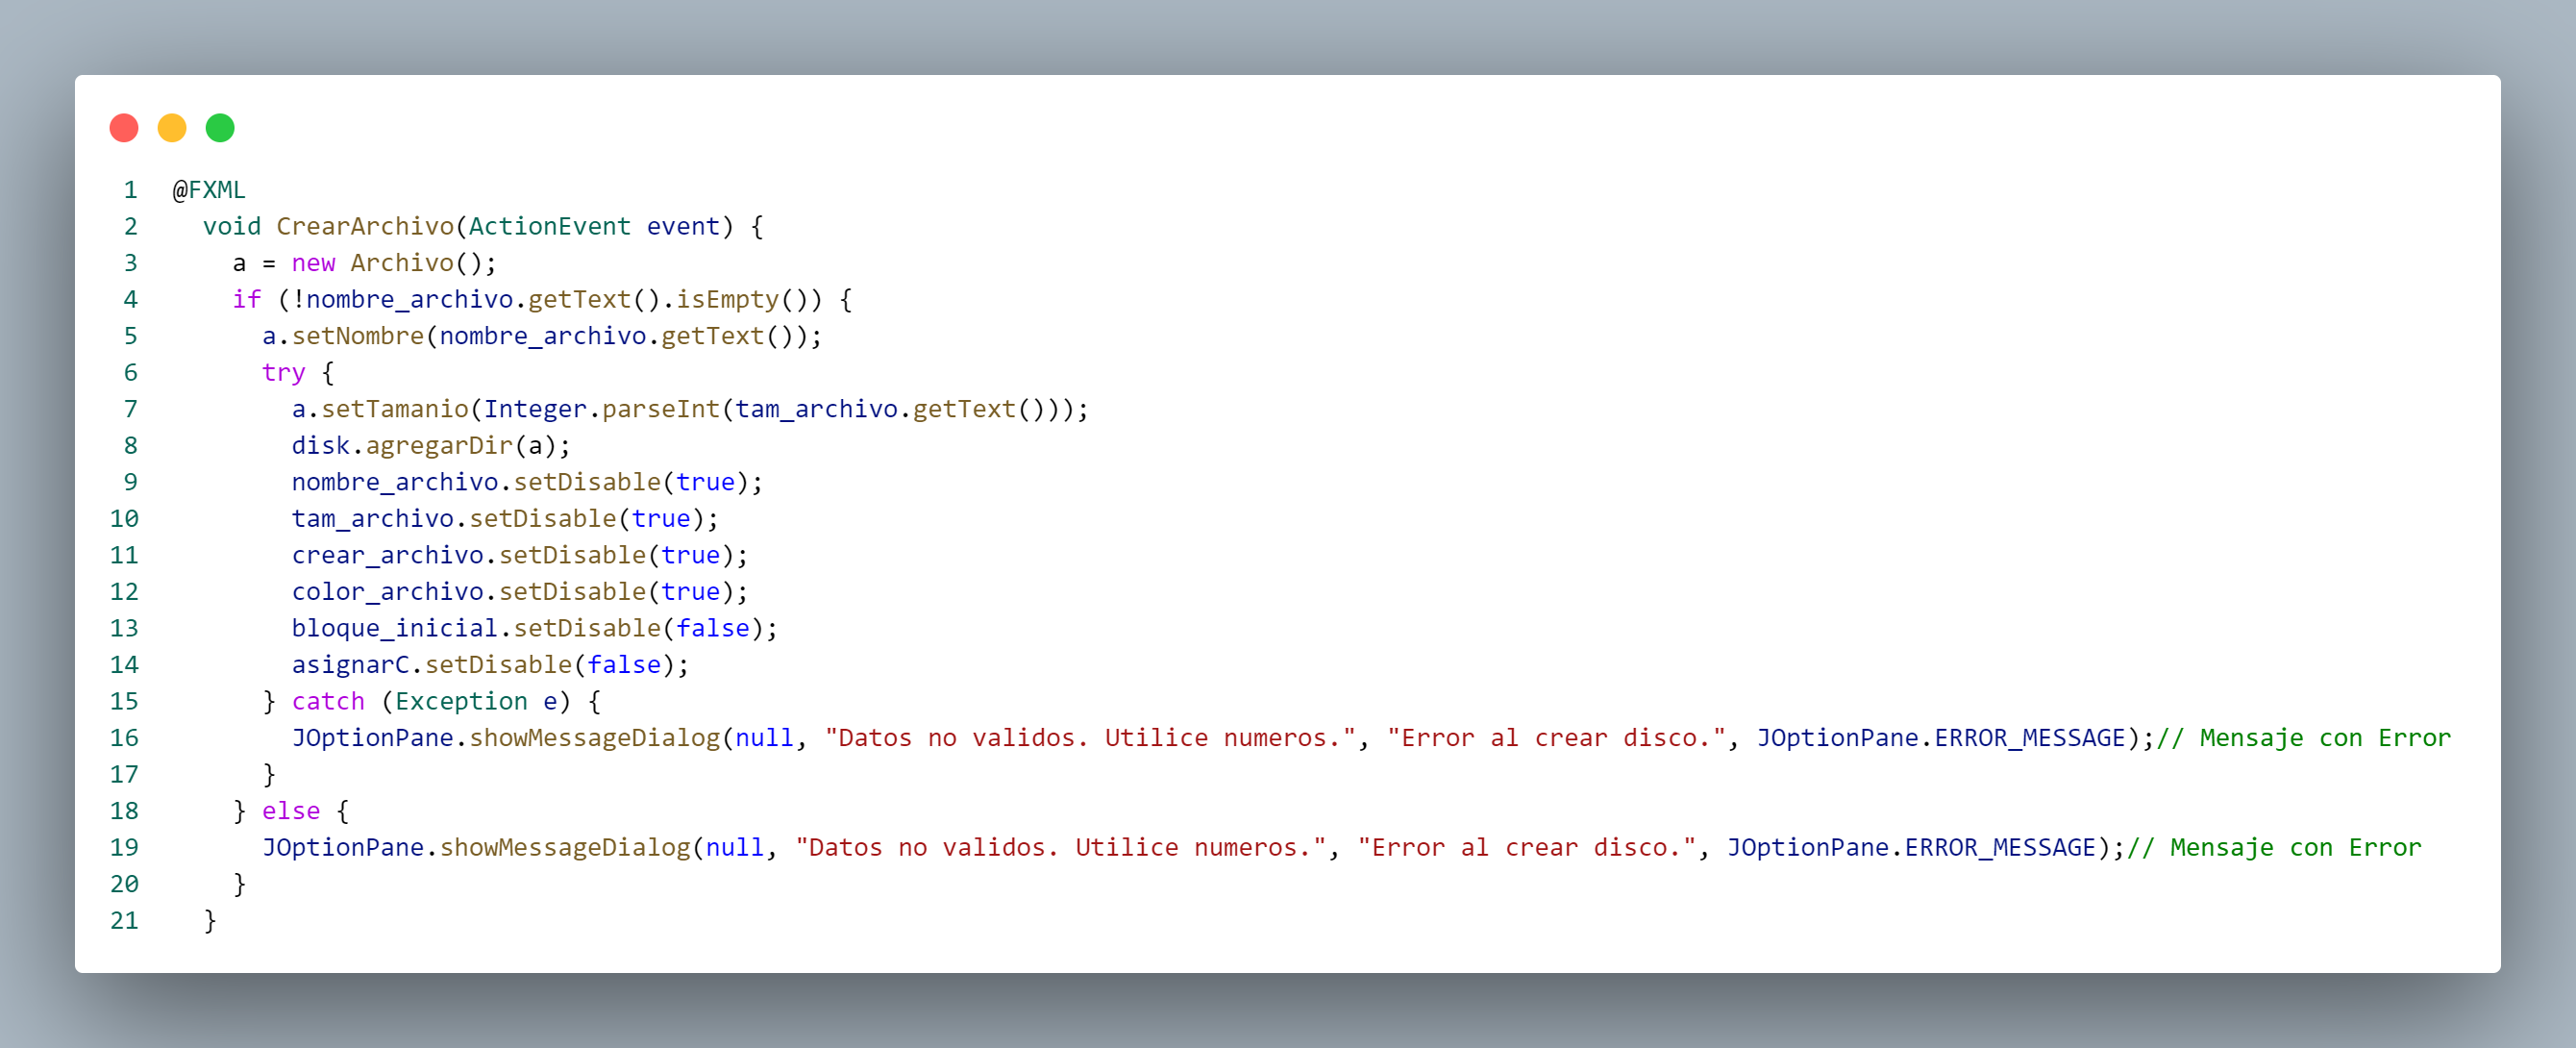 1 @FXML
2 void CrearArchivo(ActionEvent event) {
3 a = new Archivo();
4 if (!nombre_archivo.getText().isEmpty()) {
5 a.setNombre(nombre_archivo.getText());
6 try {
7 a.setTamanio(Integer.parseInt(tam_archivo.getText()));
8 disk.agregarDir(a);
9 nombre_archivo.setDisable(true);
10 tam_archivo.setDisable(true);
11 crear_archivo.setDisable(true);
12 color_archivo.setDisable(true);
13 bloque_inicial.setDisable(false);
14 asignarC.setDisable(false);
15 } catch (Exception e) {
16 JOptionPane.showMessageDialog(null, "Datos no validos. Utilice numeros.", "Error al crear disco.", JOptionPane.ERROR_MESSAGE);// Mensaje con Error
17 }
18 } else {
19 JOptionPane.showMessageDialog(null, "Datos no validos. Utilice numeros.", "Error al crear disco.", JOptionPane.ERROR_MESSAGE);// Mensaje con Error
20 }
21 }